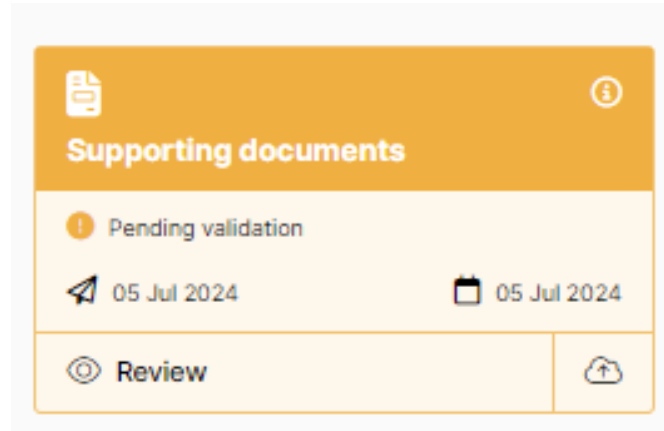 Supporting documents
Pending validation
05 Jul 2024 05 Jul 2024
Review